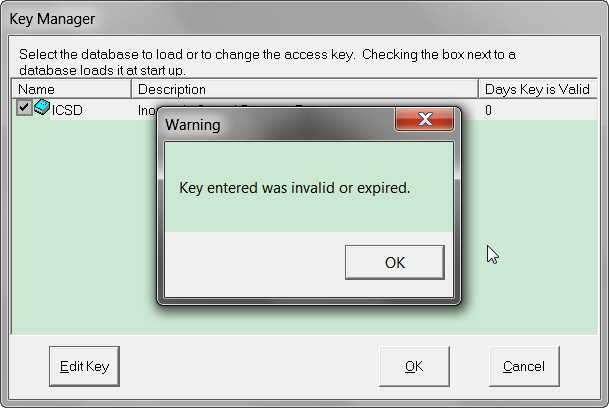 Key Manager
Select the database to load or to change the access key. Checking the box next to a
database loads it at start up.
Name Description Days Key is Valid
ICSD 0
Warning
Key entered was invalid or expired.
OK
Edit Key OK Cancel